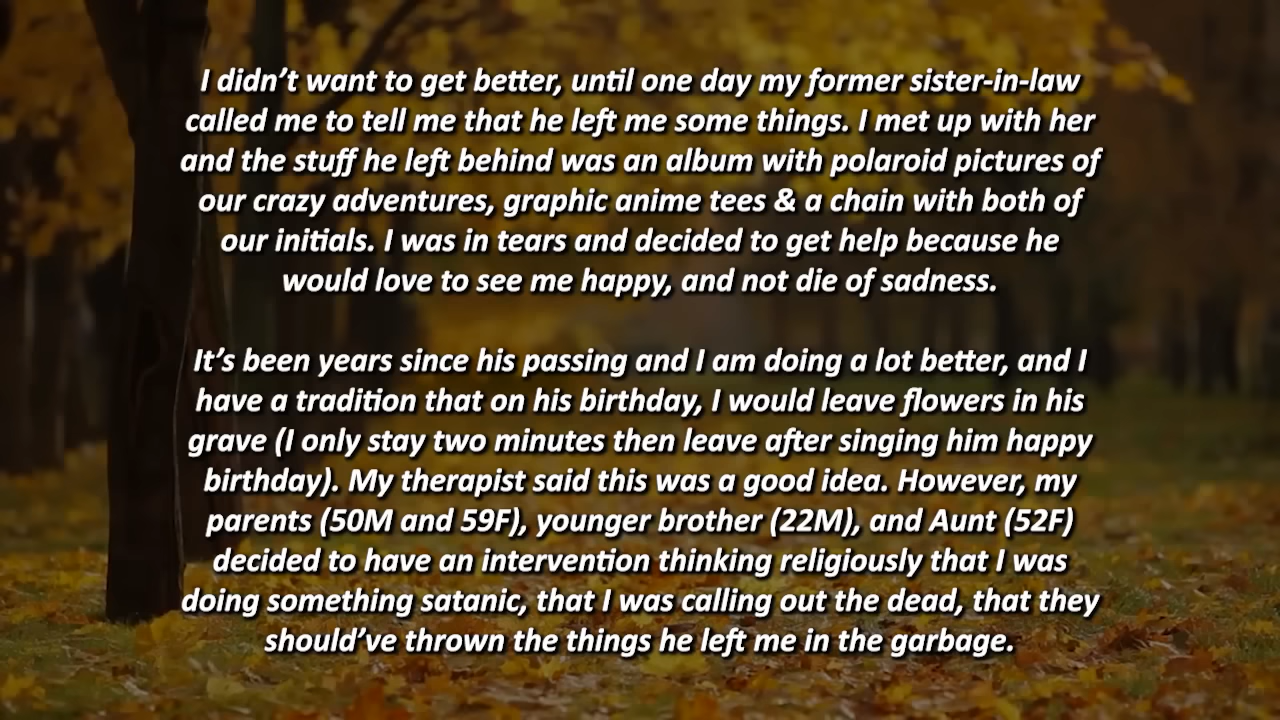 I didn’t want to get better, until one day my former sister-in-law
called me to tell me that he left me some things. I met up with her
and the stuff he left behind was an album with polaroid pictures of
our crazy adventures, graphic anime tees & a chain with both of
our initials. I was in tears and decided to get help because he
would love to see me happy, and not die of sadness.
It’s been years since his passing and I am doing a lot better, and I
have a tradition that on his birthday, I would leave flowers in his
grave (I only stay two minutes then leave after singing him happy
birthday). My therapist said this was a good idea. However, my
parents (50M and 59F), younger brother (22M), and Aunt (52F)
decided to have an intervention thinking religiously that I was
doing something satanic, that I was calling out the dead, that they
should’ve thrown the things he left me in the garbage.